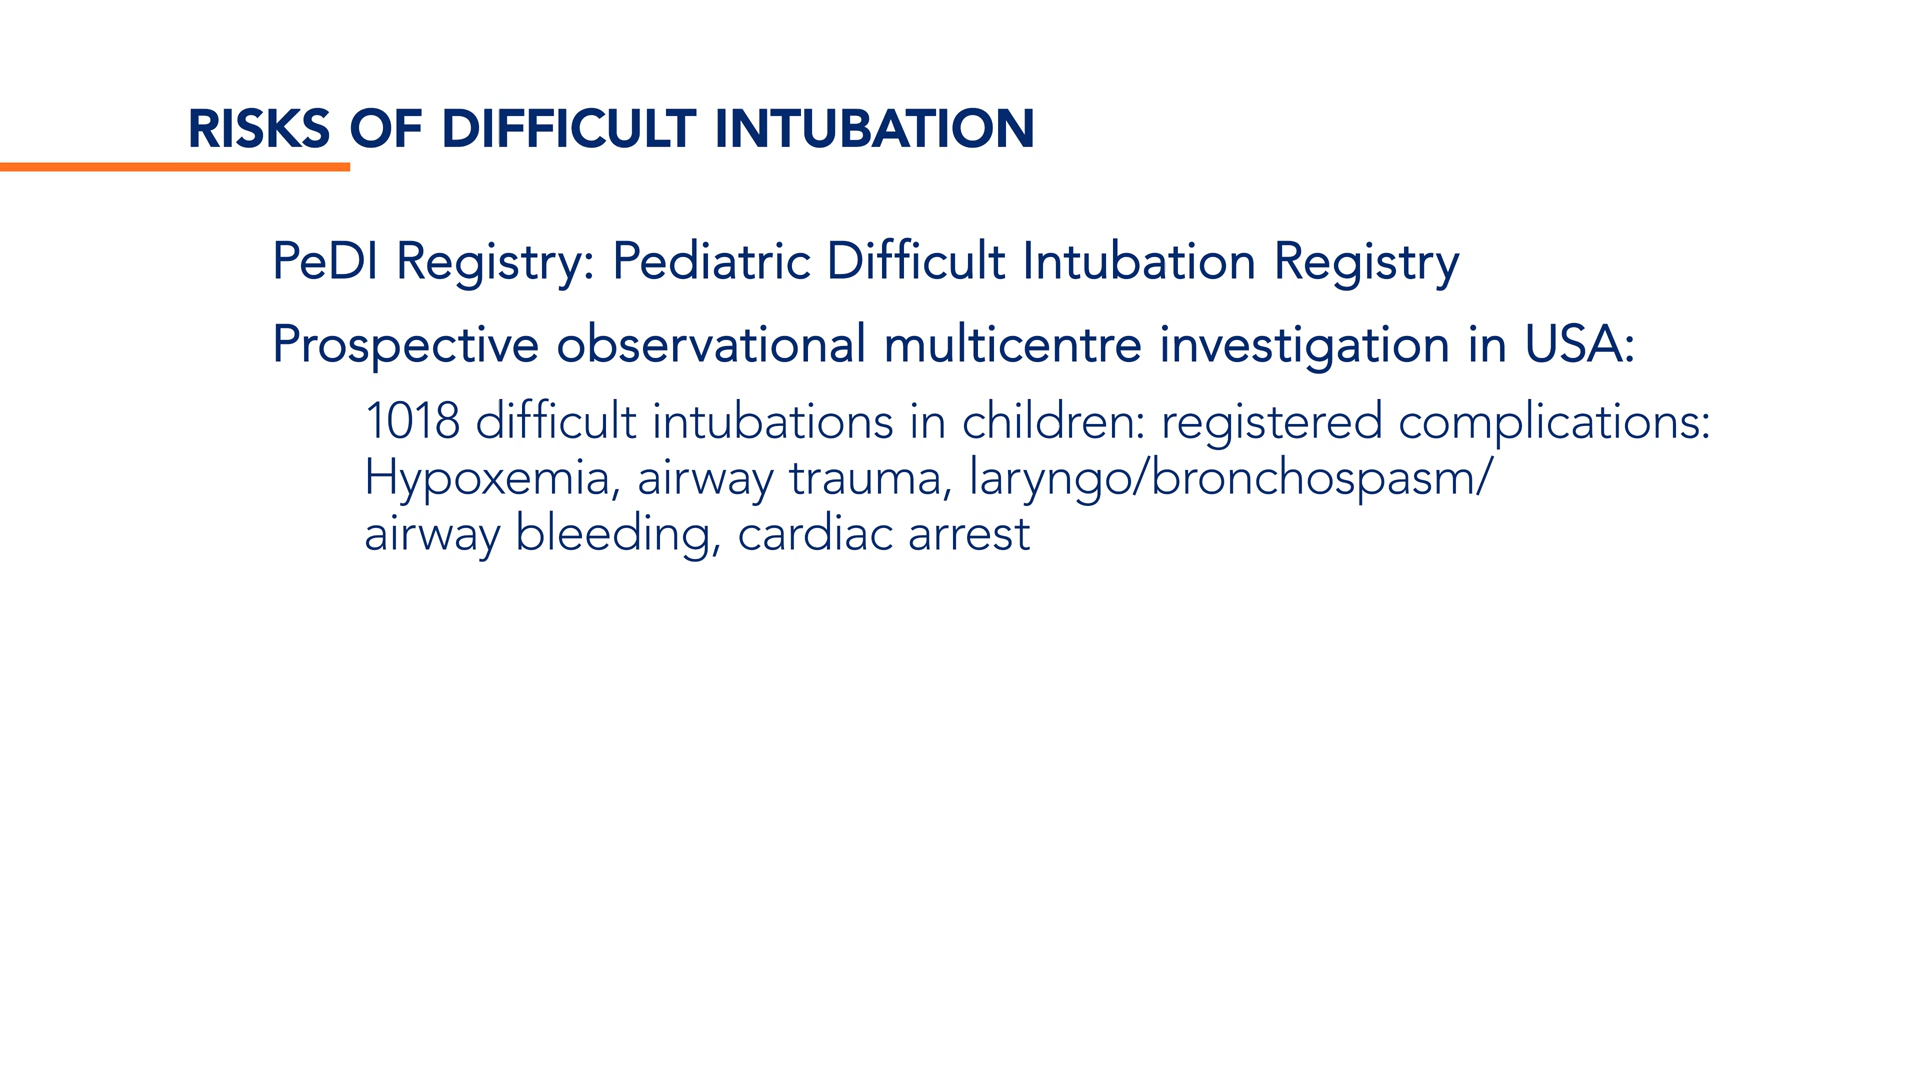 RISKS OF DIFFICULT INTUBATION
PeDI Registry: Pediatric Difficult Intubation Registry
Prospective observational multicentre investigation in USA:
1018 difficult intubations in children: registered complications:
Hypoxemia, airway trauma, laryngo/bronchospasm/
airway bleeding, cardiac arrest